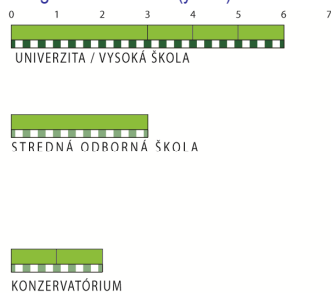 0 1 2 3 4 5 6 7
UNIVERZITA / VYSOKÁ ŠKOLA
STREDNÁ ODBORNÁ ŠKOLA
KONZERVATÓRIUM